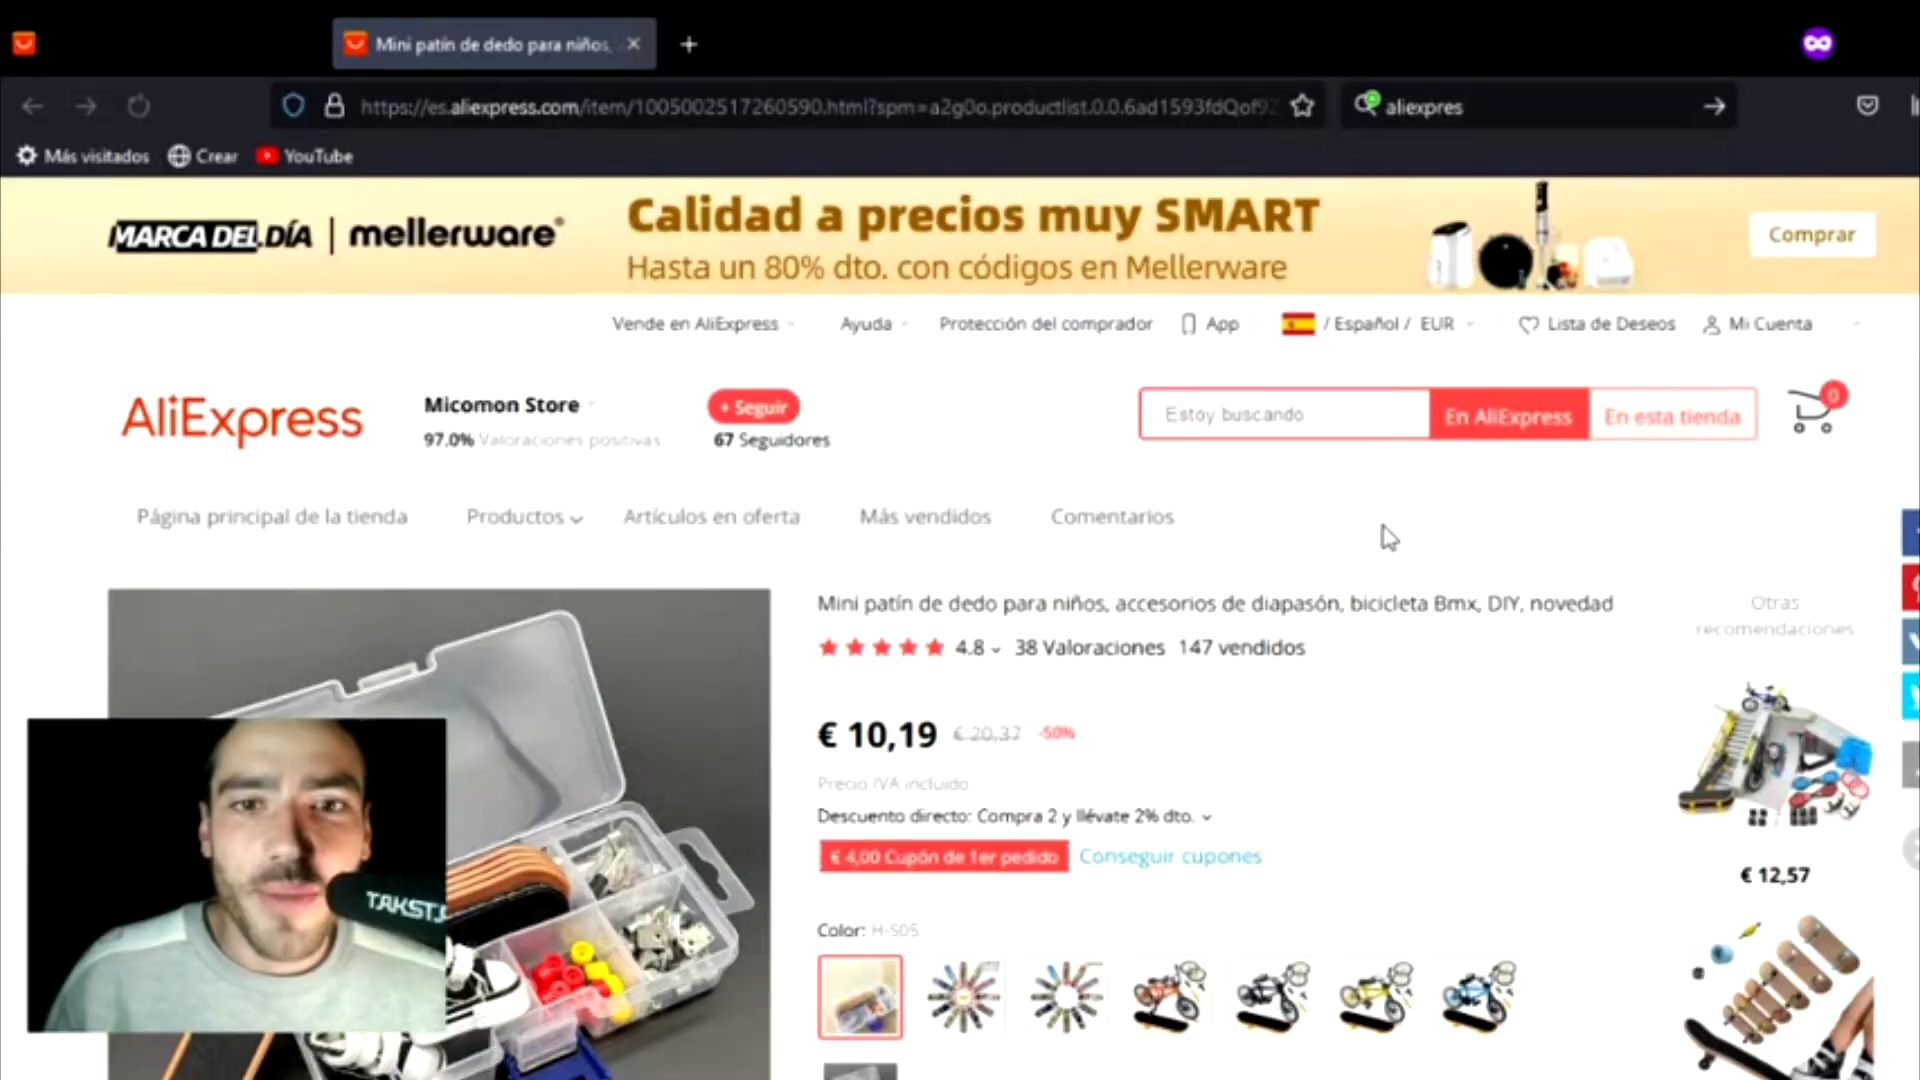 Mini patín de dedo para niños,
https://es.aliexpress.com/item/1005002517260590.html?spm=a2g0o.productlist.0.0.6ad1593fdQof92
aliexpres
Más visitados
Crear
YouTube
MARCA DEL DÍA | mellerware
Calidad a precios muy SMART
Hasta un 80% dto. con códigos en Mellerware
Comprar
Vende en AliExpress
Ayuda
Protección del comprador
App
/ Español / EUR
Lista de Deseos
Mi Cuenta
AliExpress
Micomon Store
97.0% Valoraciones positivas
+ Seguir
67 Seguidores
Estoy buscando
En AliExpress
En esta tienda
0
Página principal de la tienda
Productos
Artículos en oferta
Más vendidos
Comentarios
Mini patín de dedo para niños, accesorios de diapasón, bicicleta Bmx, DIY, novedad
4.8
38 Valoraciones
147 vendidos
€ 10,19
€ 20,37
-50%
Precio IVA incluido
Descuento directo: Compra 2 y llévate 2% dto.
€ 4,00 Cupón de 1er pedido
Conseguir cupones
Color: H-S05
Otras
recomendaciones
€ 12,57
TAKST